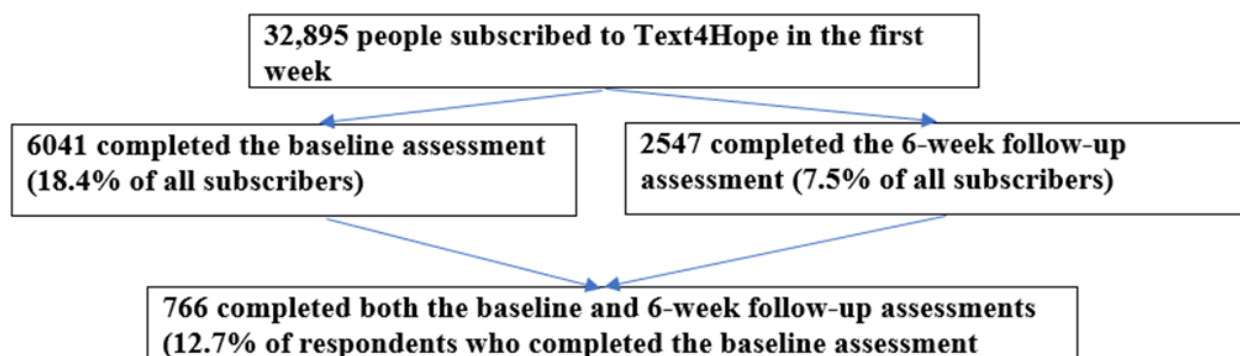 32,895 people subscribed to Text4Hope in the first
week
6041 completed the baseline assessment
(18.4% of all subscribers)
2547 completed the 6-week follow-up
assessment (7.5% of all subscribers)
766 completed both the baseline and 6-week follow-up assessments
(12.7% of respondents who completed the baseline assessment